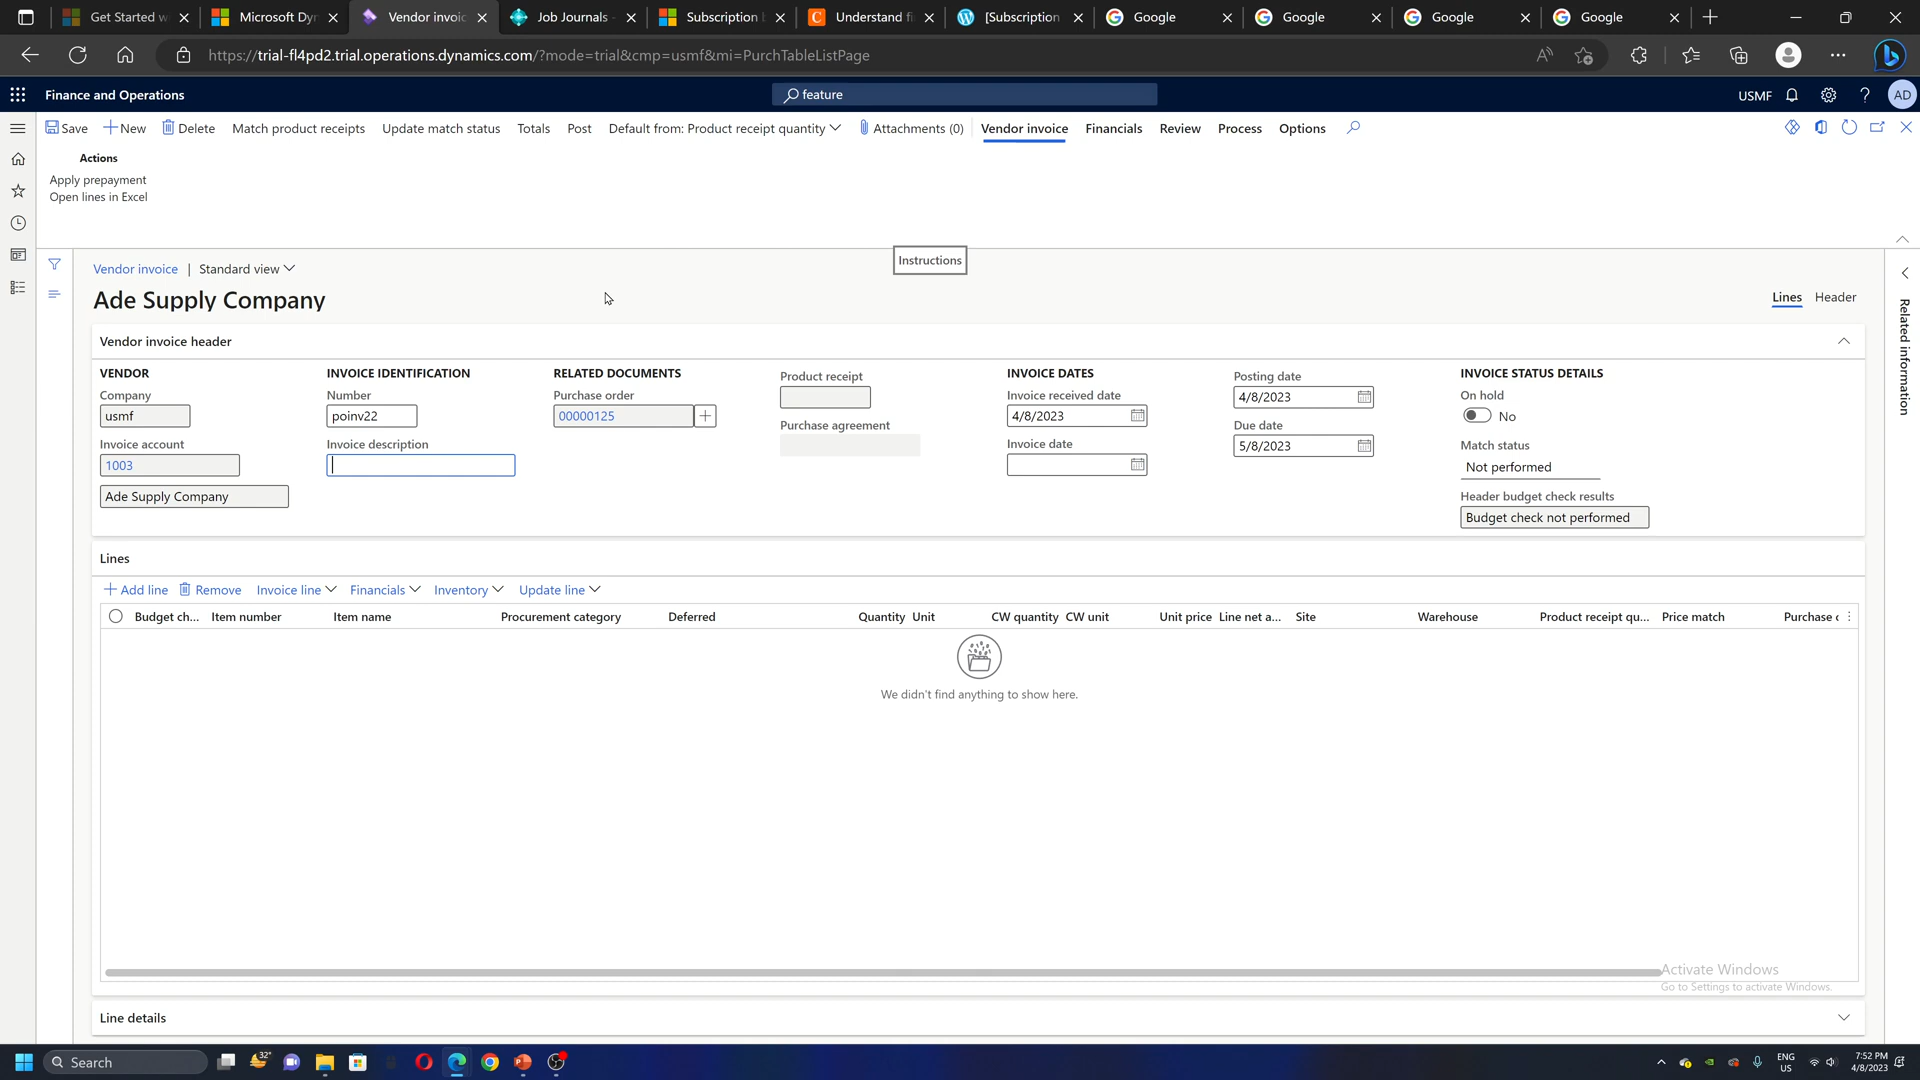 Get Started w
Microsoft Dyn
Vendor invoic
Job Journals -
Subscription b
Understand fi
[Subscription
Google
Google
Google
Google
https://trial-fl4pd2.trial.operations.dynamics.com/?mode=trial&cmp=usmf&mi=PurchTableListPage
Finance and Operations
feature
USMF
AD
Save
New
Delete
Match product receipts
Update match status
Totals
Post
Default from: Product receipt quantity
Attachments (0)
Vendor invoice
Financials
Review
Process
Options
Actions
Apply prepayment
Open lines in Excel
Instructions
Vendor invoice | Standard view
Ade Supply Company
Lines
Header
Related information
Vendor invoice header
VENDOR
Company
usmf
Invoice account
1003
Ade Supply Company
INVOICE IDENTIFICATION
Number
poinv22
Invoice description
RELATED DOCUMENTS
Purchase order
00000125
Product receipt
Purchase agreement
INVOICE DATES
Invoice received date
4/8/2023
Invoice date
Posting date
4/8/2023
Due date
5/8/2023
INVOICE STATUS DETAILS
On hold
No
Match status
Not performed
Header budget check results
Budget check not performed
Lines
Add line
Remove
Invoice line
Financials
Inventory
Update line
Budget ch...
Item number
Item name
Procurement category
Deferred
Quantity
Unit
CW quantity
CW unit
Unit price
Line net a...
Site
Warehouse
Product receipt qu...
Price match
Purchase
We didn't find anything to show here.
Activate Windows
Go to Settings to activate Windows.
Line details
Search
32°
ENG
US
7:52 PM
4/8/2023